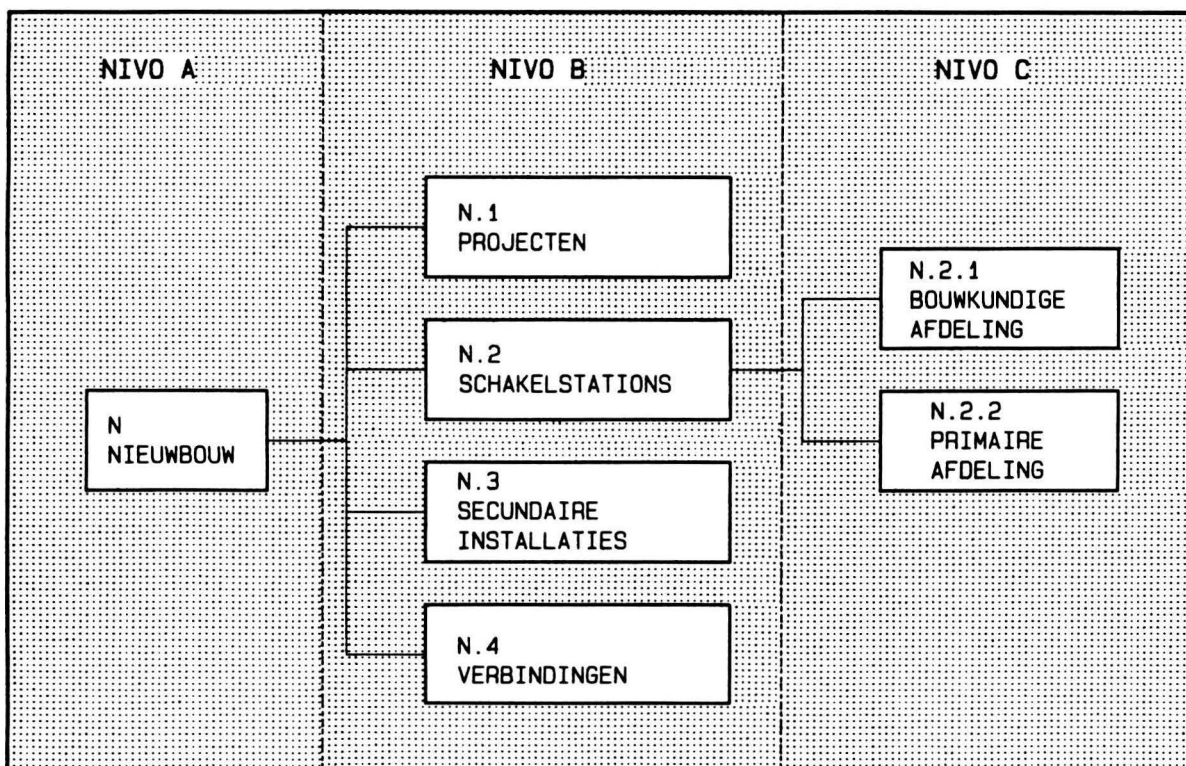 NIVO A
NIVO B
NIVO C
N
NIEUWBOUW
N.1
PROJECTEN
N.2
SCHAKELSTATIONS
N.3
SECUNDAIRE
INSTALLATIES
N.4
VERBINDINGEN
N.2.1
BOUWKUNDIGE
AFDELING
N.2.2
PRIMAIRE
AFDELING